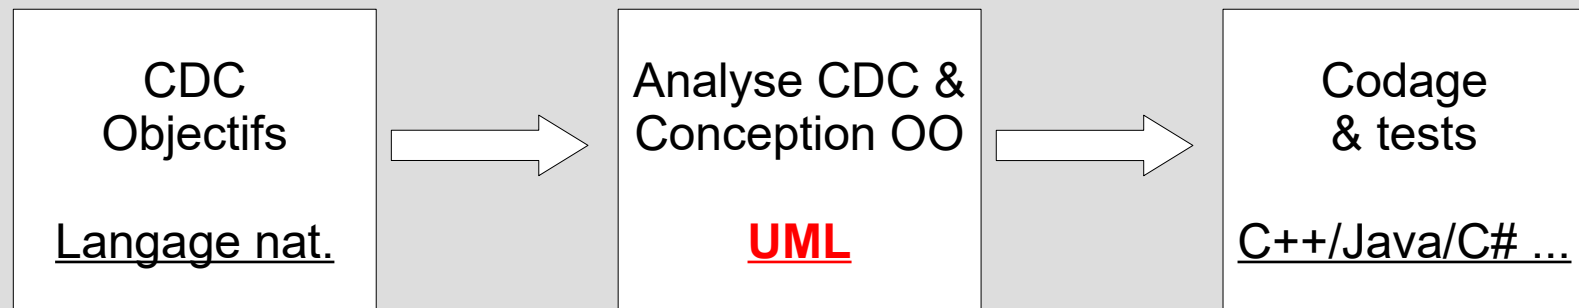 CDC
Objectifs
Langage nat.
Analyse CDC &
Conception OO
UML
Codage
& tests
C++/Java/C# ...